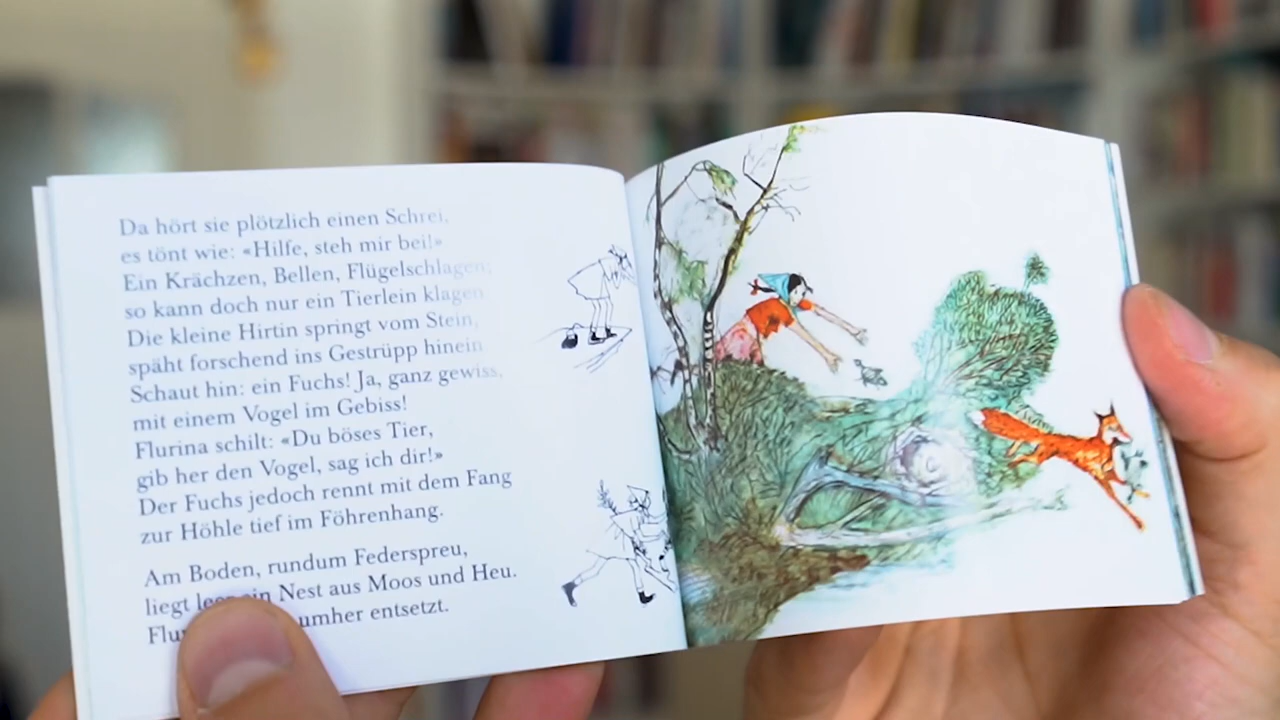 Da hört sie plötzlich einen Schrei,
es tönt wie: «Hilfe, steh mir bei!»
Ein Krächzen, Bellen, Flügelschlagen;
so kann doch nur ein Tierlein klagen.
Die kleine Hirtin springt vom Stein,
späht forschend ins Gestrüpp hinein.
Schaut hin: ein Fuchs! Ja, ganz gewiss,
mit einem Vogel im Gebiss!
Flurina schilt: «Du böses Tier,
gib her den Vogel, sag ich dir!»
Der Fuchs jedoch rennt mit dem Fang
zur Höhle tief im Föhrenhang.
Am Boden, rundum Federspreu,
liegt ein Nest aus Moos und Heu.
umher entsetzt.